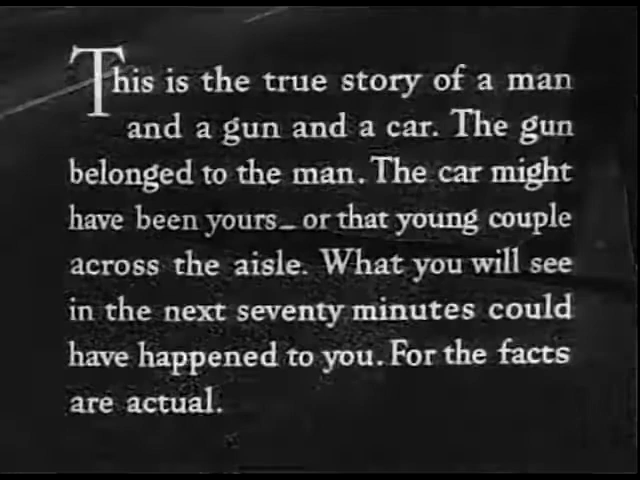 This is the true story of a man
and a gun and a car. The gun
belonged to the man. The car might
have been yours_ or that young couple
across the aisle. What you will see
in the next seventy minutes could
have happened to you. For the facts
are actual.